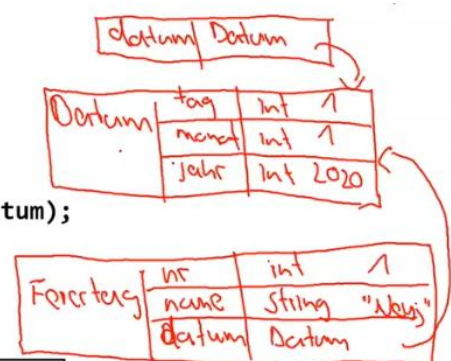 datum Datum
Datum tag int 1
monat int 1
jahr int 2020
tum);
Feiertag nr int 1
name String "Neuj"
datum Datum